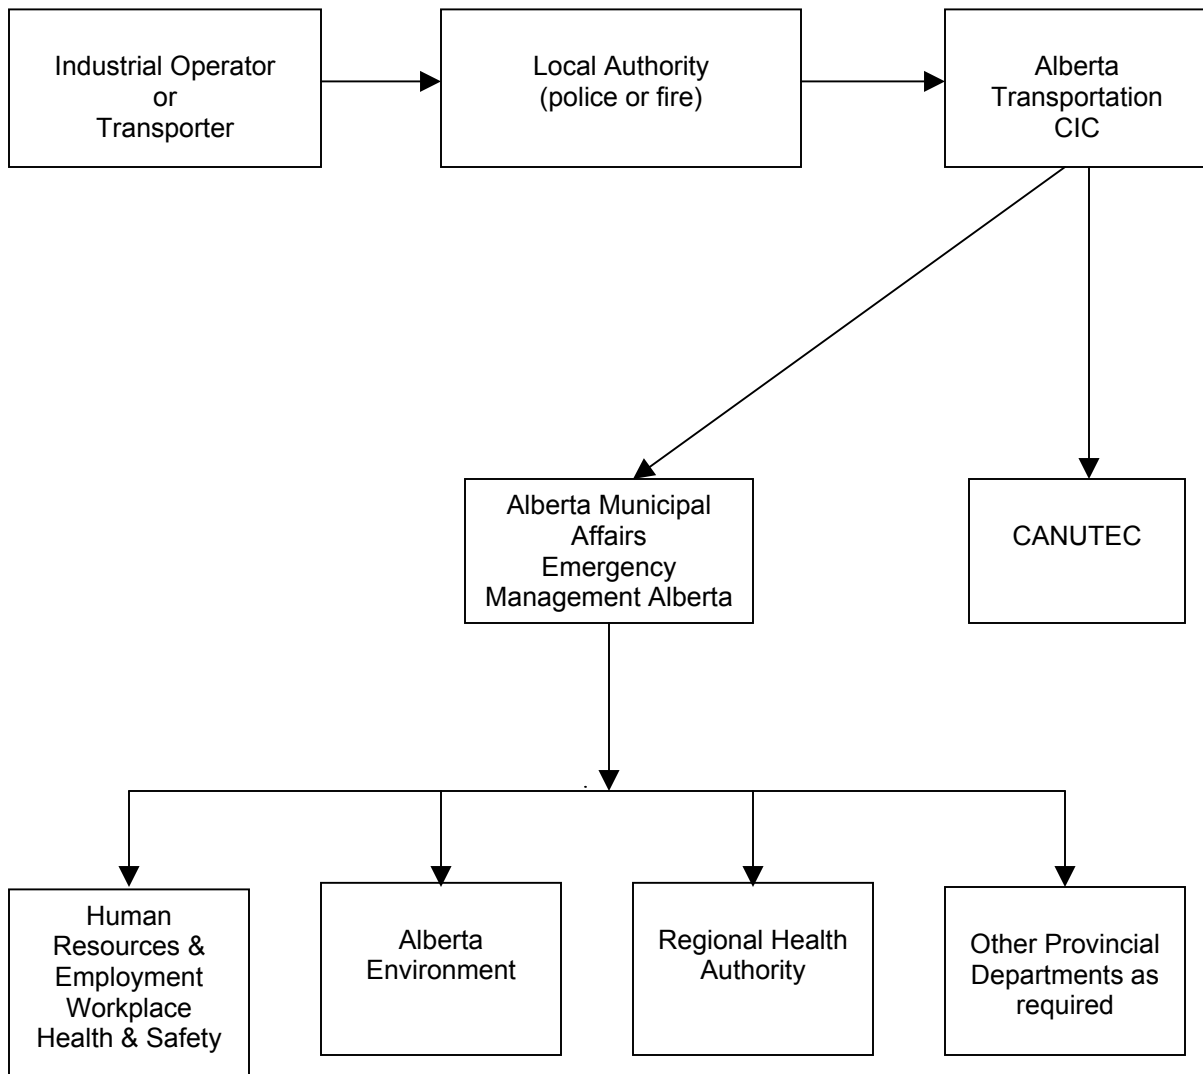 Industrial Operator
or
Transporter
Local Authority
(police or fire)
Alberta
Transportation
CIC
Alberta Municipal
Affairs
Emergency
Management Alberta
CANUTEC
Human
Resources &
Employment
Workplace
Health & Safety
Alberta
Environment
Regional Health
Authority
Other Provincial
Departments as
required